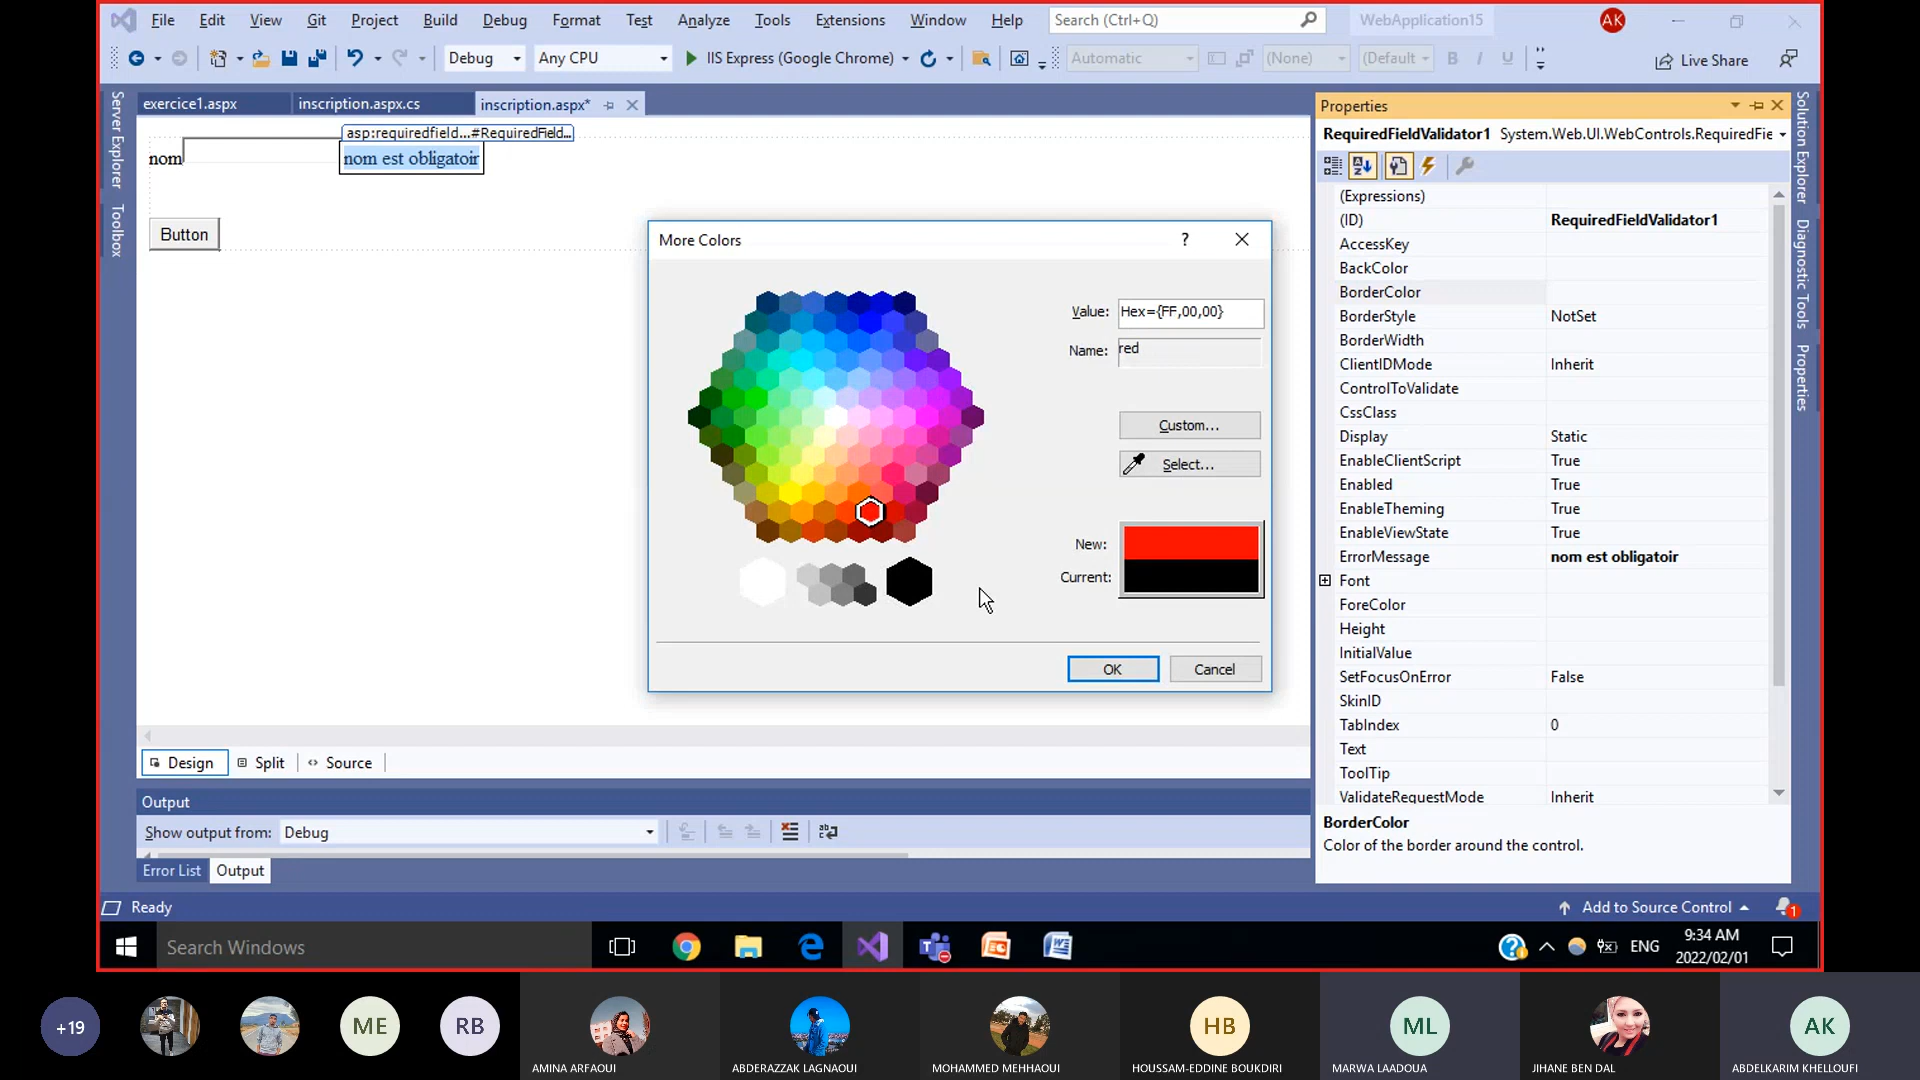 File Edit View Git Project Build Debug Format Test Analyze Tools Extensions Window Help Search (Ctrl+Q) WebApplication15 AK
Debug Any CPU IIS Express (Google Chrome) Automatic (None) (Default B I U Live Share
Server Explorer
Toolbox
exercice1.aspx inscription.aspx.cs inscription.aspx*
asp:requiredfield...#RequiredField...
nom nom est obligatoir
Button
More Colors ?
Value: Hex={FF,00,00}
Name: red
Custom...
Select...
New:
Current:
OK Cancel
Design Split Source
Output
Show output from: Debug
Error List Output
Properties
RequiredFieldValidator1 System.Web.UI.WebControls.RequiredFie
(Expressions)
(ID) RequiredFieldValidator1
AccessKey
BackColor
BorderColor
BorderStyle NotSet
BorderWidth
ClientIDMode Inherit
ControlToValidate
CssClass
Display Static
EnableClientScript True
Enabled True
EnableTheming True
EnableViewState True
ErrorMessage nom est obligatoir
Font
ForeColor
Height
InitialValue
SetFocusOnError False
SkinID
TabIndex 0
Text
ToolTip
ValidateRequestMode Inherit
BorderColor
Color of the border around the control.
Solution Explorer
Diagnostic Tools
Properties
Ready Add to Source Control 1
Search Windows ENG 9:34 AM
2022/02/01
+19 ME RB HB ML AK
AMINA ARFAOUI ABDERAZZAK LAGNAOUI MOHAMMED MEHHAOUI HOUSSAM-EDDINE BOUKDIRI MARWA LAADOUA JIHANE BEN DAL ABDELKARIM KHELLOUFI